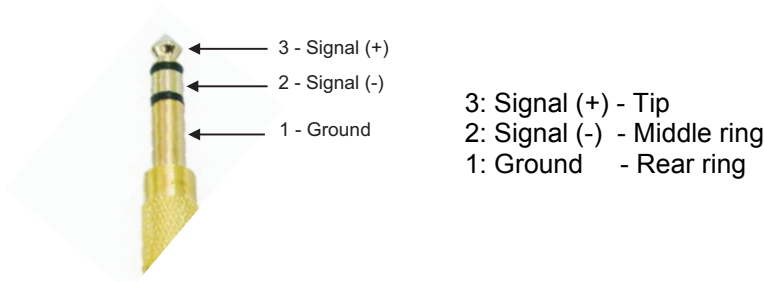 3 - Signal (+)
2 - Signal (-)
1 - Ground
3: Signal (+) - Tip
2: Signal (-) - Middle ring
1: Ground - Rear ring